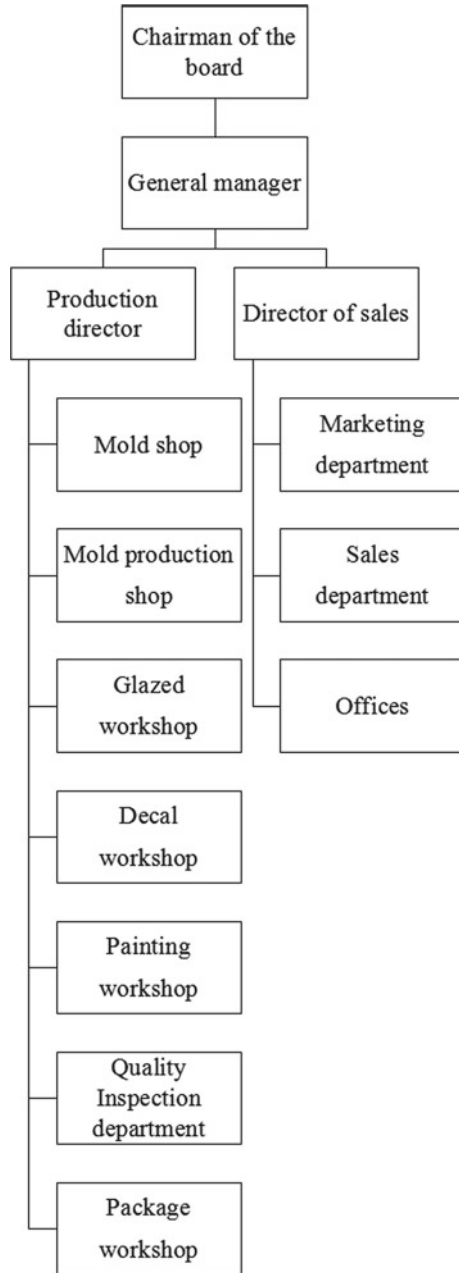 Chairman of the
board
General manager
Production
director
Director of sales
Mold shop
Marketing
department
Mold production
shop
Sales
department
Glazed
workshop
Offices
Decal
workshop
Painting
workshop
Quality
Inspection
department
Package
workshop